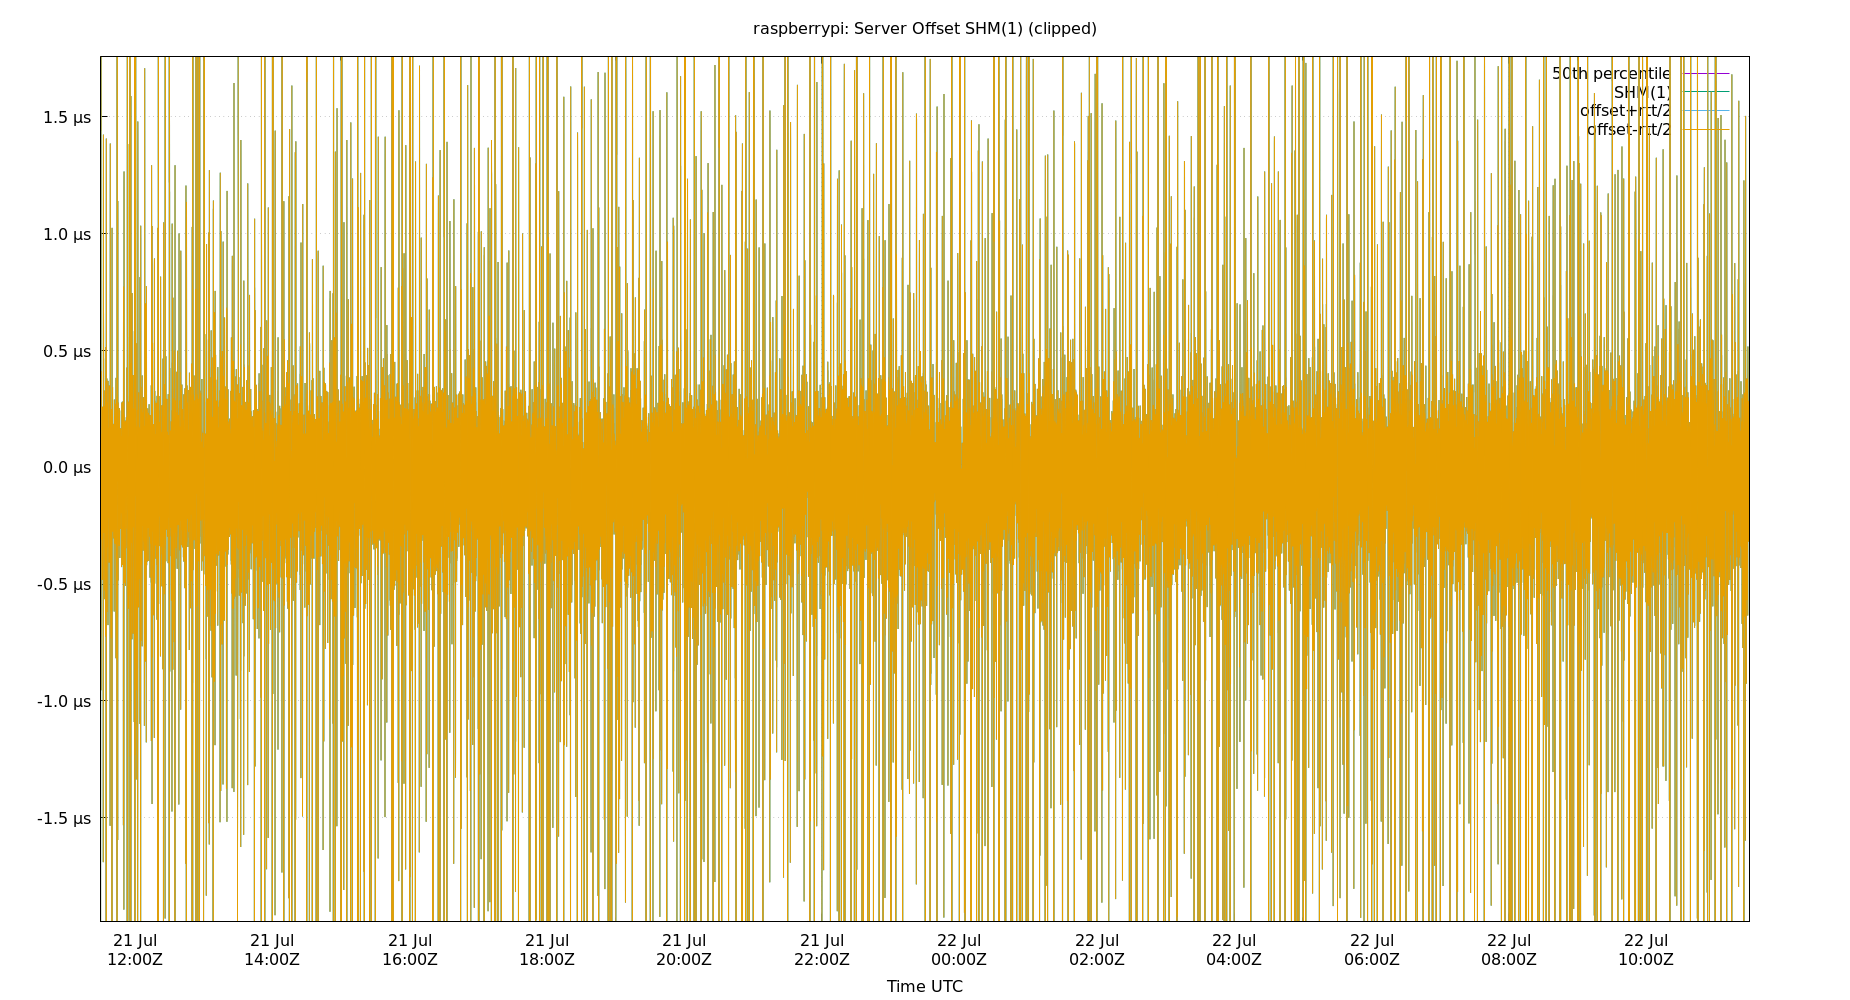 raspberrypi: Server Offset SHM(1) (clipped)
50th percentile
SHM(1)
offset+rtt/2
offset-rtt/2
1.5 µs
1.0 µs
0.5 µs
0.0 µs
-0.5 µs
-1.0 µs
-1.5 µs
21 Jul 21 Jul 21 Jul 21 Jul 21 Jul 21 Jul 22 Jul 22 Jul 22 Jul 22 Jul 22 Jul 22 Jul
12:00Z 14:00Z 16:00Z 18:00Z 20:00Z 22:00Z 00:00Z 02:00Z 04:00Z 06:00Z 08:00Z 10:00Z
Time UTC